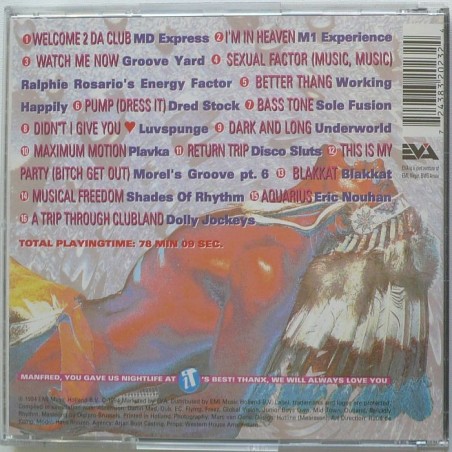 1 WELCOME 2 DA CLUB MD Express 2 I'M IN HEAVEN M1 Experience
3 WATCH ME NOW Groove Yard 4 SEXUAL FACTOR (MUSIC, MUSIC)
Ralphie Rosario's Energy Factor 5 BETTER THANG Working
Happily 6 PUMP (DRESS IT) Dred Stock 7 BASS TONE Sole Fusion
8 DIDN'T I GIVE YOU ♥ Luvspunge 9 DARK AND LONG Underworld
10 MAXIMUM MOTION Plavka 11 RETURN TRIP Disco Sluts 12 THIS IS MY
PARTY (BITCH GET OUT) Morel's Groove pt. 6 13 BLAKKAT Blakkat
14 MUSICAL FREEDOM Shades Of Rhythm 15 AQUARIUS Eric Nouhan
16 A TRIP THROUGH CLUBLAND Dolly Jockeys
TOTAL PLAYINGTIME: 78 MIN 09 SEC.
7 24383 20232 4
EVA
MANFRED, YOU GAVE US NIGHTLIFE AT iT'S BEST! THANX, WE WILL ALWAYS LOVE YOU